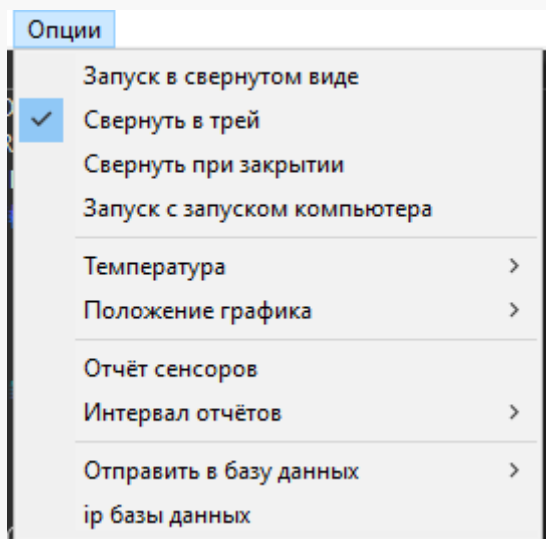 Опции
Запуск в свернутом виде
Свернуть в трей
Свернуть при закрытии
Запуск с запуском компьютера
Температура
Положение графика
Отчёт сенсоров
Интервал отчётов
Отправить в базу данных
ip базы данных